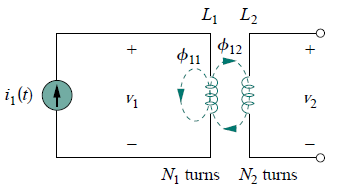 L₁ L₂
+ ϕ₁₁ ϕ₁₂ +
i₁(t) v₁ v₂
– –
N₁ turns N₂ turns